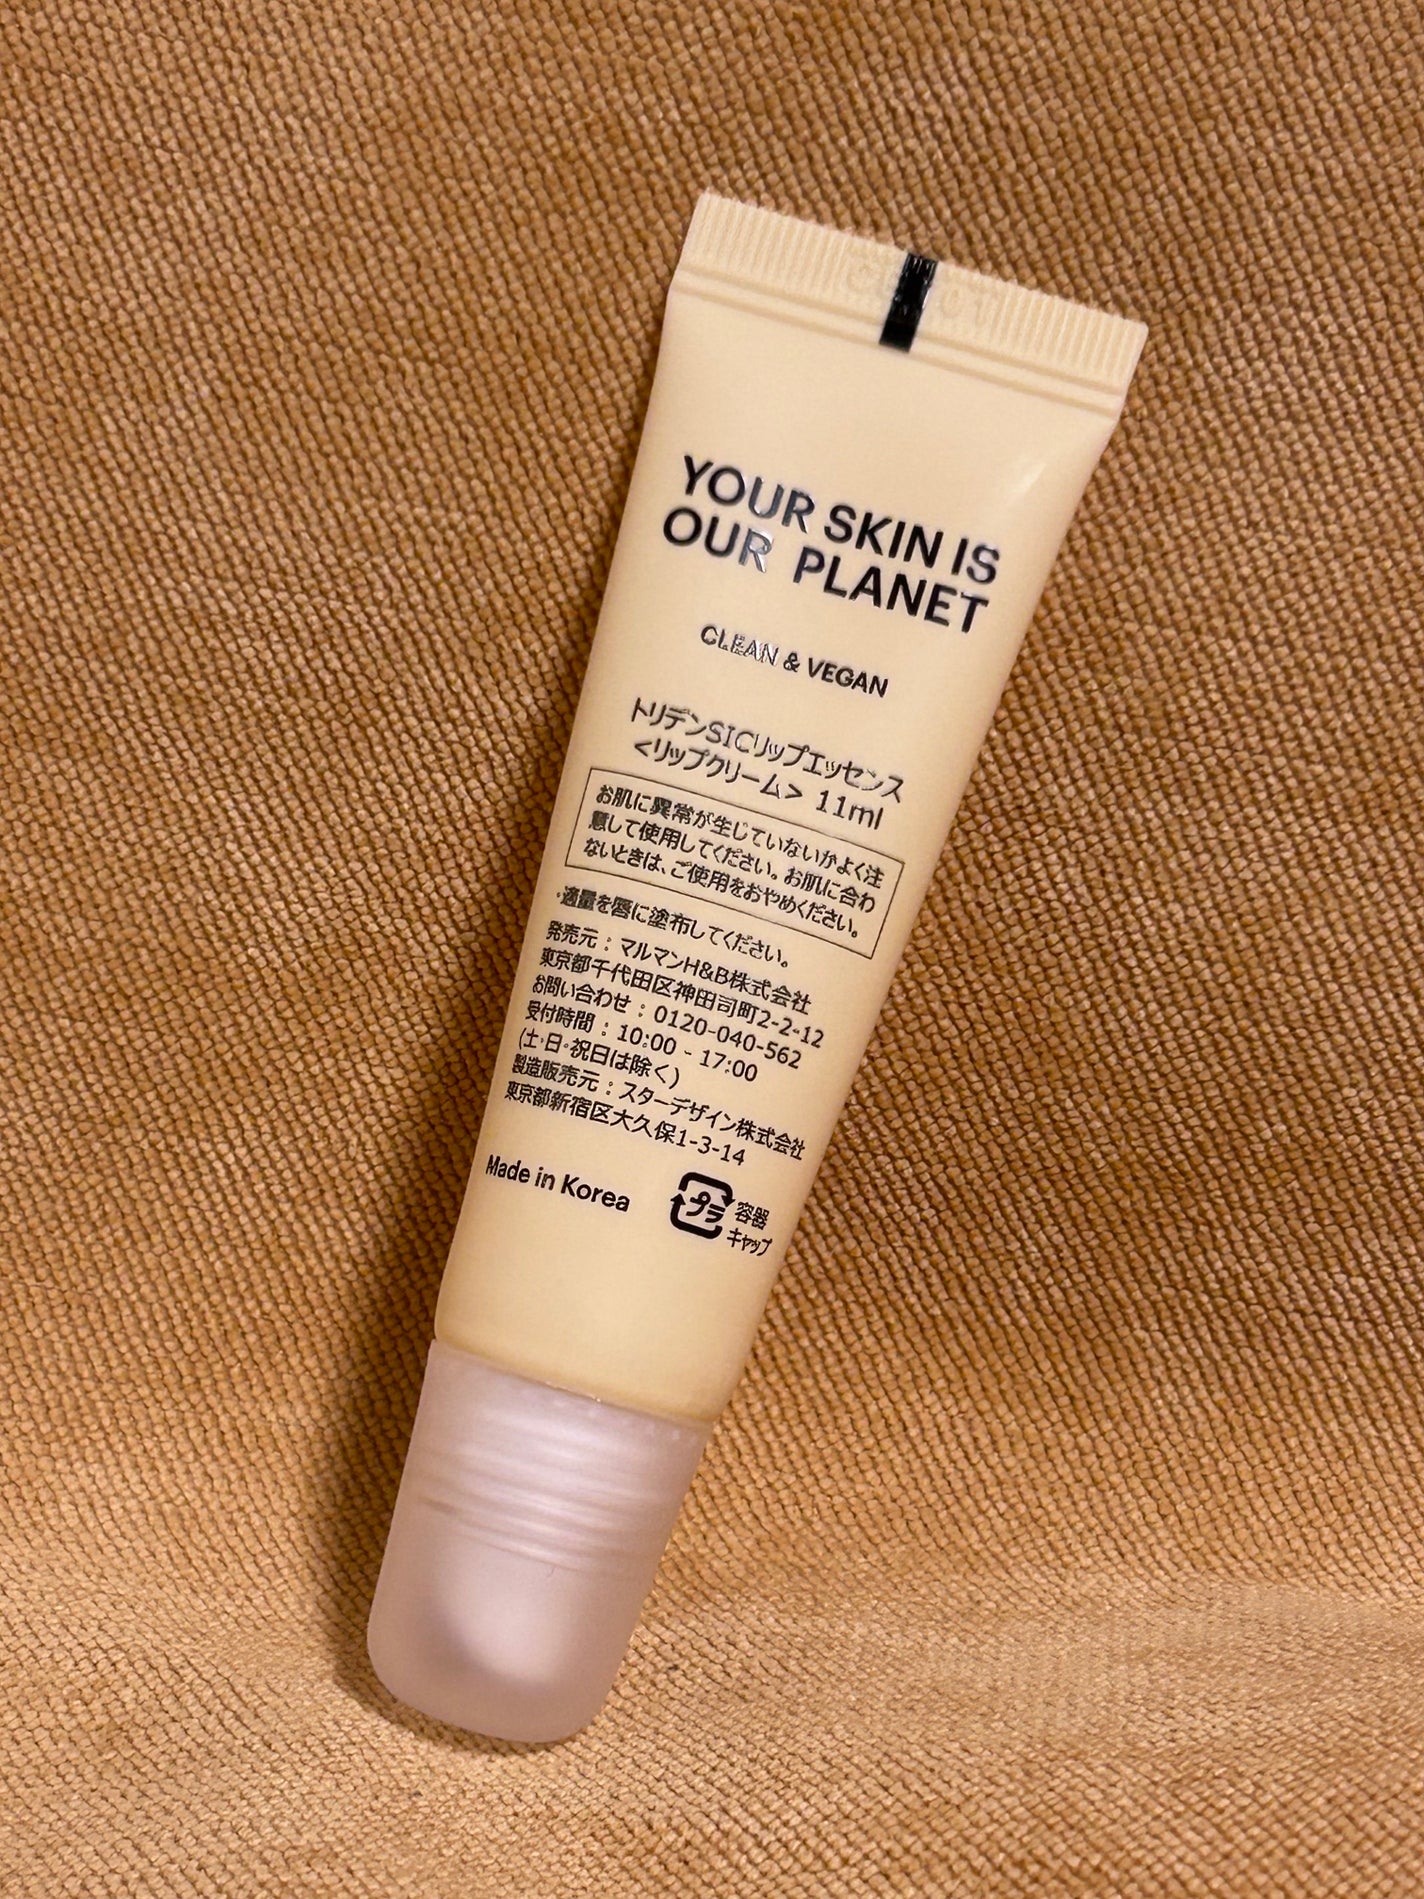 YOUR SKIN IS
OUR PLANET
CLEAN & VEGAN
トリデンSICリップエッセンス
<リップクリーム> 11ml
お肌に異常が生じていないかよく注
意して使用してください。お肌に合わ
ないときは、ご使用をおやめください。
・適量を唇に塗布してください。
発売元：マルマンH&B株式会社
東京都千代田区神田司町2-2-12
お問い合わせ：0120-040-562
受付時間：10:00 - 17:00
(土・日・祝日は除く)
製造販売元：スターデザイン株式会社
東京都新宿区大久保1-3-14
Made in Korea
プラ 容器
キャップ